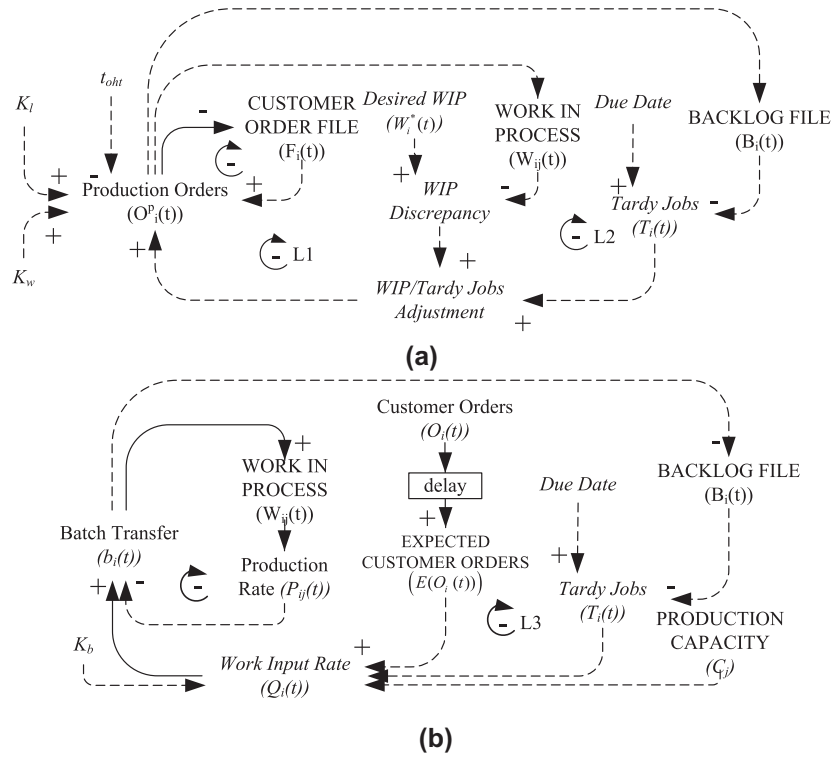 t_oht
K_l
-
CUSTOMER
ORDER FILE
(F_i(t))
Desired WIP
(W_i^*(t))
WORK IN
PROCESS
(W_ij(t))
Due Date
BACKLOG FILE
(B_i(t))
+
-
-
+
+
-
+
-
Production Orders
(O^p_i(t))
WIP
Discrepancy
Tardy Jobs
(T_i(t))
+
+
-
L1
-
L2
+
K_w
WIP/Tardy Jobs
Adjustment
+
(a)
Customer Orders
(O_i(t))
+
-
WORK IN
PROCESS
(W_ij(t))
delay
Due Date
BACKLOG FILE
(B_i(t))
+
EXPECTED
CUSTOMER ORDERS
(E(O_i (t)))
Batch Transfer
(b_i(t))
+
-
-
Production
Rate (P_ij(t))
+
Tardy Jobs
(T_i(t))
-
-
L3
PRODUCTION
CAPACITY
(C_j)
K_b
+
Work Input Rate
(Q_i(t))
(b)